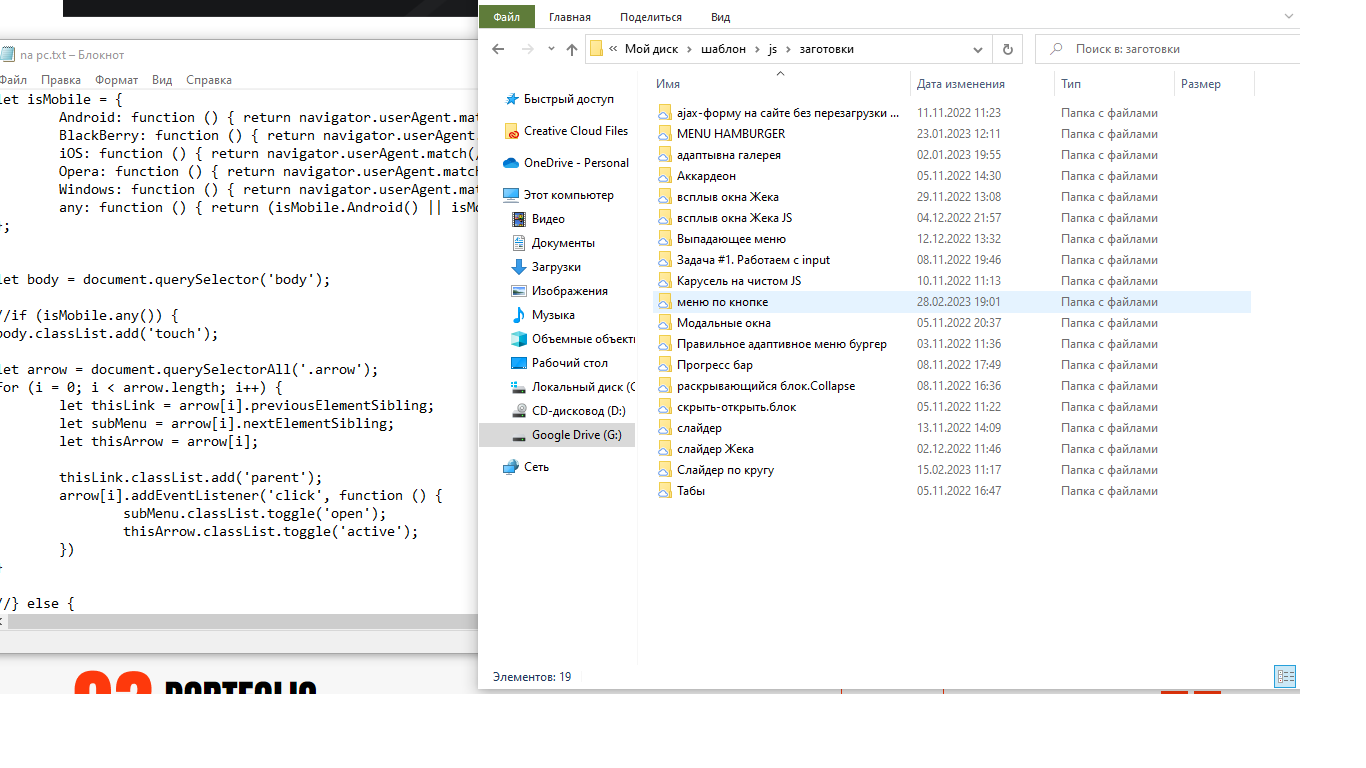 na pc.txt – Блокнот
Файл Правка Формат Вид Справка
let isMobile = {
Android: function () { return navigator.userAgent.mat
BlackBerry: function () { return navigator.userAgent.
iOS: function () { return navigator.userAgent.match(/
Opera: function () { return navigator.userAgent.match
Windows: function () { return navigator.userAgent.mat
any: function () { return (isMobile.Android() || isMo
};
let body = document.querySelector('body');
//if (isMobile.any()) {
body.classList.add('touch');
let arrow = document.querySelectorAll('.arrow');
for (i = 0; i < arrow.length; i++) {
let thisLink = arrow[i].previousElementSibling;
let subMenu = arrow[i].nextElementSibling;
let thisArrow = arrow[i];
thisLink.classList.add('parent');
arrow[i].addEventListener('click', function () {
subMenu.classList.toggle('open');
thisArrow.classList.toggle('active');
})
}
//} else {
Файл Главная Поделиться Вид
« Мой диск › шаблон › js › заготовки
Поиск в: заготовки
Быстрый доступ
Creative Cloud Files
OneDrive - Personal
Этот компьютер
Видео
Документы
Загрузки
Изображения
Музыка
Объемные объект
Рабочий стол
Локальный диск (C
CD-дисковод (D:)
Google Drive (G:)
Сеть
Имя Дата изменения Тип Размер
ajax-форму на сайте без перезагрузки ... 11.11.2022 11:23 Папка с файлами
MENU HAMBURGER 23.01.2023 12:11 Папка с файлами
адаптывна галерея 02.01.2023 19:55 Папка с файлами
Аккардеон 05.11.2022 14:30 Папка с файлами
всплыв окна Жека 29.11.2022 13:08 Папка с файлами
всплыв окна Жека JS 04.12.2022 21:57 Папка с файлами
Выпадающее меню 12.12.2022 13:32 Папка с файлами
Задача #1. Работаем с input 08.11.2022 19:46 Папка с файлами
Карусель на чистом JS 10.11.2022 11:13 Папка с файлами
меню по кнопке 28.02.2023 19:01 Папка с файлами
Модальные окна 05.11.2022 20:37 Папка с файлами
Правильное адаптивное меню бургер 03.11.2022 11:36 Папка с файлами
Прогресс бар 08.11.2022 17:49 Папка с файлами
раскрывающийся блок.Collapse 08.11.2022 16:36 Папка с файлами
скрыть-открыть.блок 05.11.2022 11:22 Папка с файлами
слайдер 13.11.2022 14:09 Папка с файлами
слайдер Жека 02.12.2022 11:46 Папка с файлами
Слайдер по кругу 15.02.2023 11:17 Папка с файлами
Табы 05.11.2022 16:47 Папка с файлами
Элементов: 19
PORTFOLIO